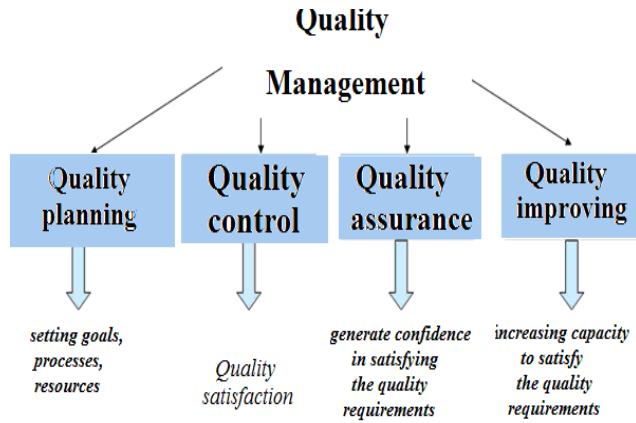 Quality
Management
Quality
planning
Quality
control
Quality
assurance
Quality
improving
setting goals,
processes,
resources
Quality
satisfaction
generate confidence
in satisfying
the quality
requirements
increasing capacity
to satisfy
the quality
requirements